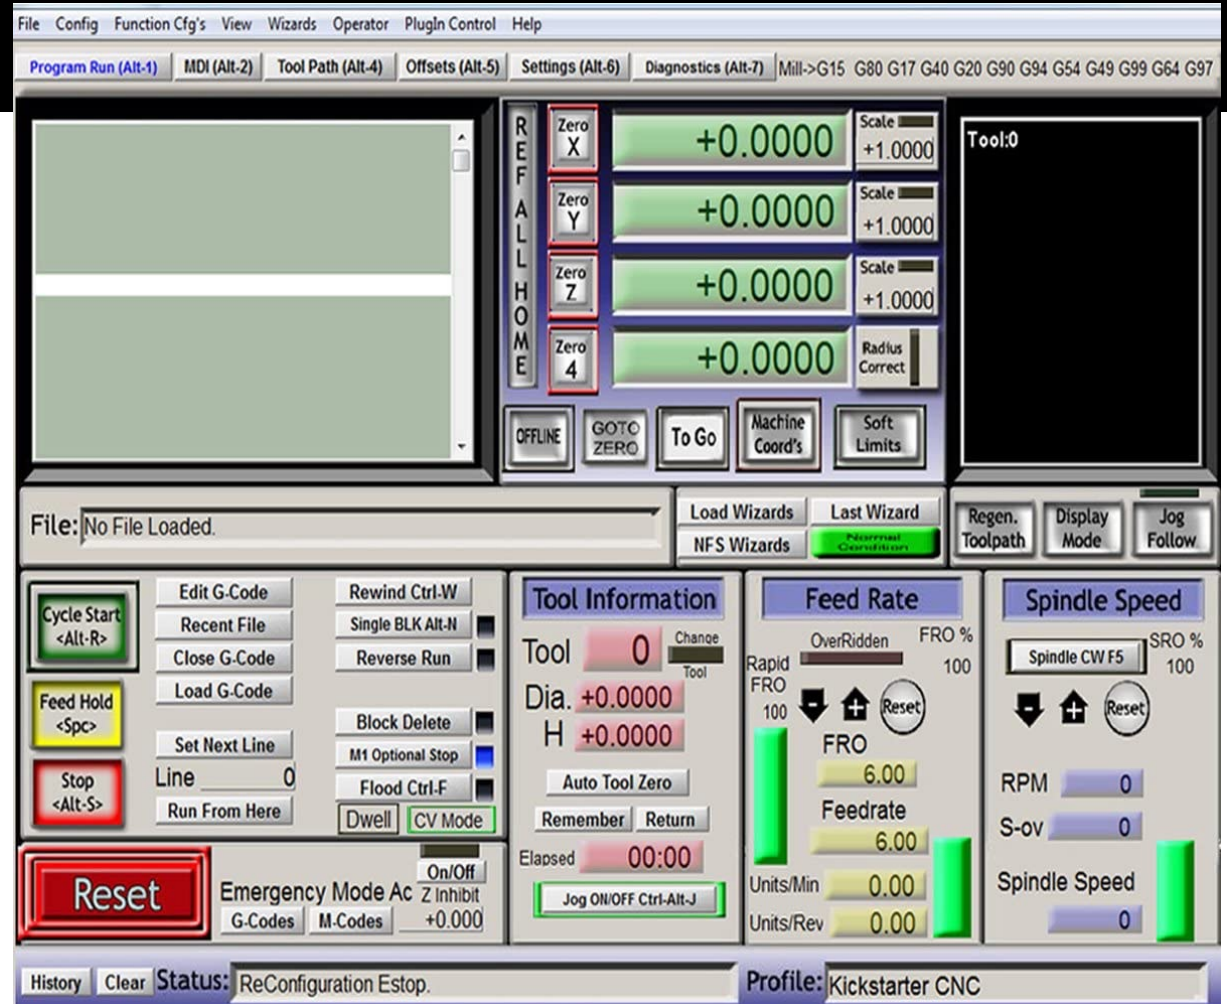 File Config Function Cfg's View Wizards Operator PlugIn Control Help
Program Run (Alt-1) MDI (Alt-2) Tool Path (Alt-4) Offsets (Alt-5) Settings (Alt-6) Diagnostics (Alt-7) Mill->G15 G80 G17 G40 G20 G90 G94 G54 G49 G99 G64 G97
REF ALL HOME
Zero X +0.0000 Scale +1.0000
Zero Y +0.0000 Scale +1.0000
Zero Z +0.0000 Scale +1.0000
Zero 4 +0.0000 Radius Correct
OFFLINE GOTO ZERO To Go Machine Coord's Soft Limits
Tool:0
File: No File Loaded.
Load Wizards Last Wizard
NFS Wizards Normal Condition
Regen. Toolpath Display Mode Jog Follow
Cycle Start <Alt-R>
Feed Hold <Spc>
Stop <Alt-S>
Edit G-Code
Recent File
Close G-Code
Load G-Code
Set Next Line
Line 0
Run From Here
Rewind Ctrl-W
Single BLK Alt-N
Reverse Run
Block Delete
M1 Optional Stop
Flood Ctrl-F
Dwell CV Mode
Reset
Emergency Mode Ac
G-Codes M-Codes
On/Off
Z Inhibit
+0.000
Tool Information
Tool 0 Change Tool
Dia. +0.0000
H +0.0000
Auto Tool Zero
Remember Return
Elapsed 00:00
Jog ON/OFF Ctrl-Alt-J
Feed Rate
OverRidden FRO % 100
Rapid FRO 100
Reset
FRO
6.00
Feedrate
6.00
Units/Min 0.00
Units/Rev 0.00
Spindle Speed
Spindle CW F5 SRO % 100
Reset
RPM 0
S-ov 0
Spindle Speed
0
History Clear Status: ReConfiguration Estop. Profile: Kickstarter CNC